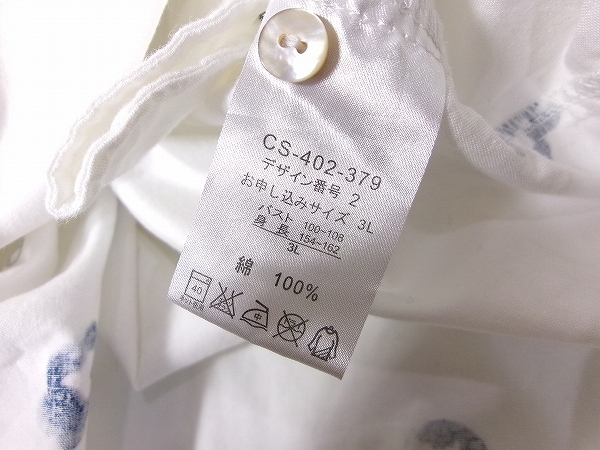 CS-402-379
デザイン番号 2
お申し込みサイズ 3L
バスト 100~108
身長 154~162
3L
綿 100%
40
中